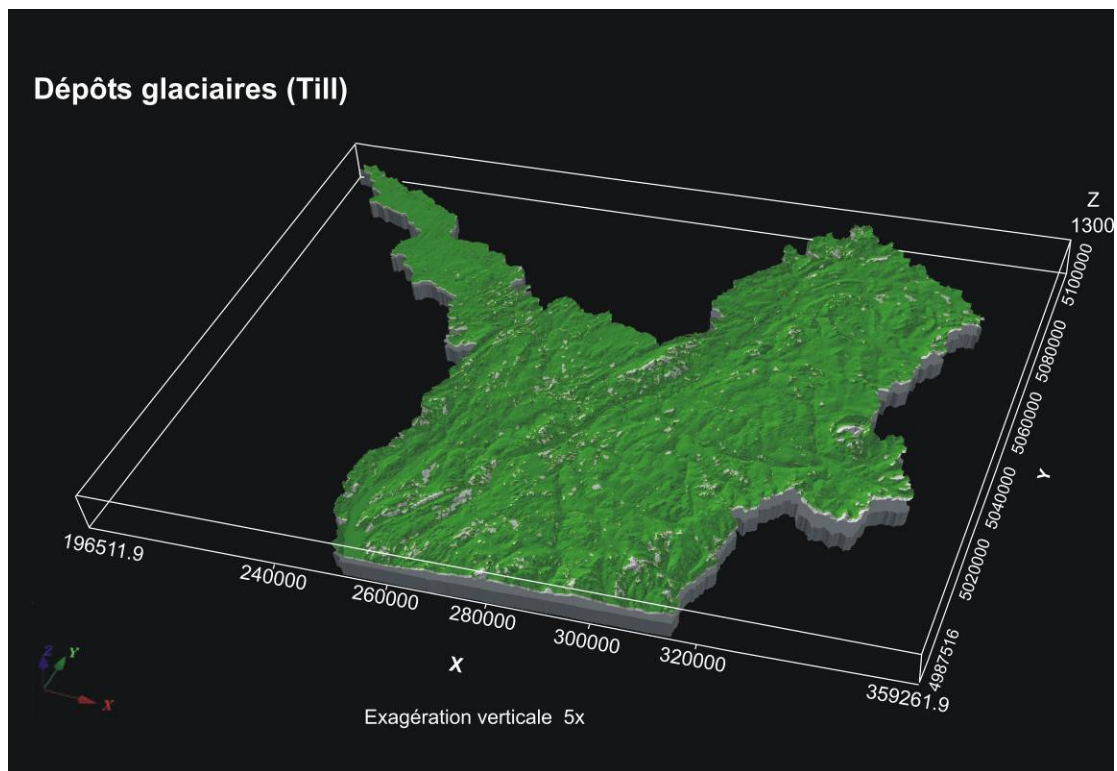 Dépôts glaciaires (Till)
Z
1300
5100000
5080000
5060000
Y
5040000
5020000
4987516
196511.9
240000
260000
280000
300000
320000
359261.9
X
Z
Y
X
Exagération verticale 5x